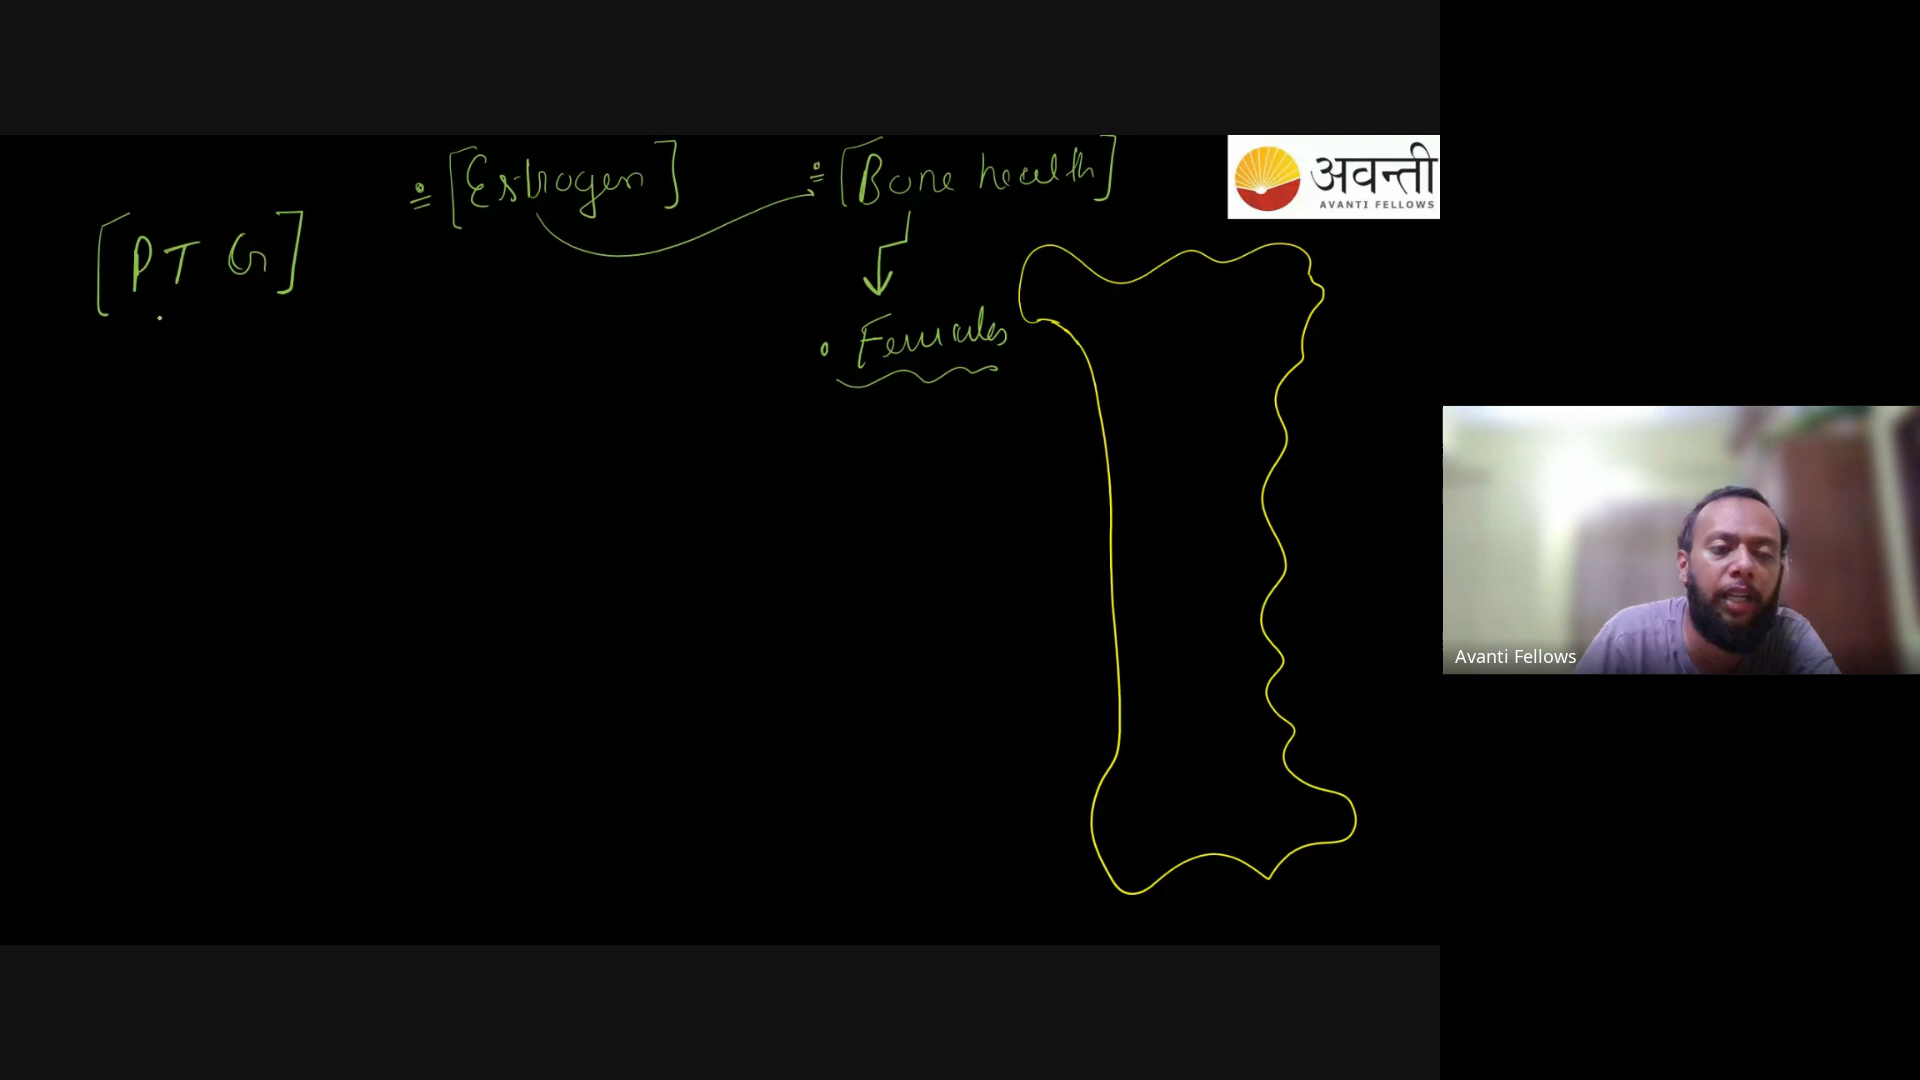 [Estrogen]
[Bone health]
[PTG]
Females
अवन्ती
AVANTI FELLOWS
Avanti Fellows